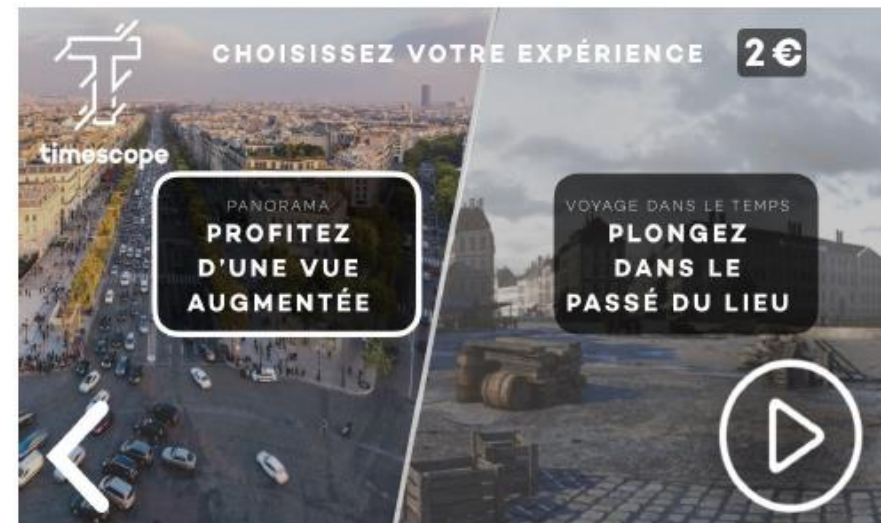 CHOISISSEZ VOTRE EXPÉRIENCE 2 €
timescope
PANORAMA
PROFITEZ
D'UNE VUE
AUGMENTÉE
VOYAGE DANS LE TEMPS
PLONGEZ
DANS LE
PASSÉ DU LIEU